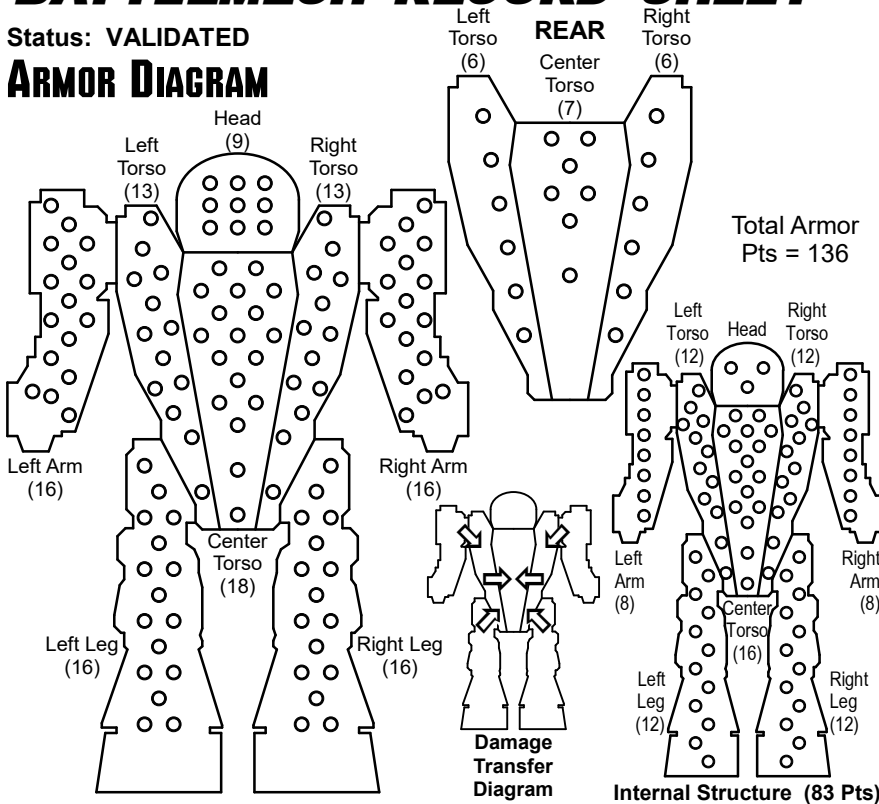 BATTLEMECH RECORD SHEET
Status: VALIDATED
ARMOR DIAGRAM
Head
(9)
Left
Torso
(13)
Right
Torso
(13)
Left Arm
(16)
Right Arm
(16)
Center
Torso
(18)
Left Leg
(16)
Right Leg
(16)
Left
Torso
(6)
REAR
Center
Torso
(7)
Right
Torso
(6)
Total Armor
Pts = 136
Left
Torso
(12)
Head
Right
Torso
(12)
Left
Arm
(8)
Right
Arm
(8)
Center
Torso
(16)
Left
Leg
(12)
Right
Leg
(12)
Damage
Transfer
Diagram
Internal Structure (83 Pts)